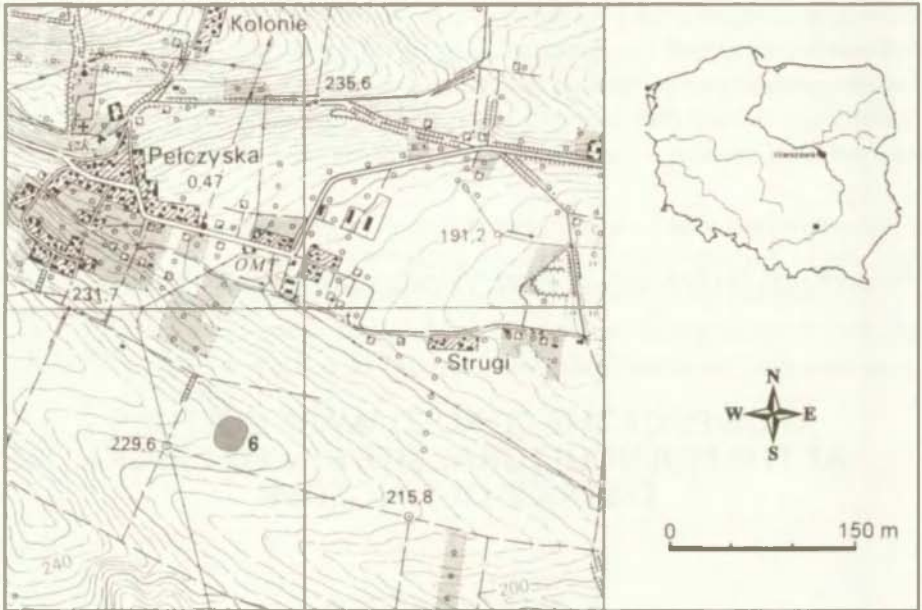 Kolonie
235,6
Pełczyska
0,47
OMT
191,2
231,7
Strugi
229,6
6
215,8
240
200
Warszawa
N
W E
S
0 150 m